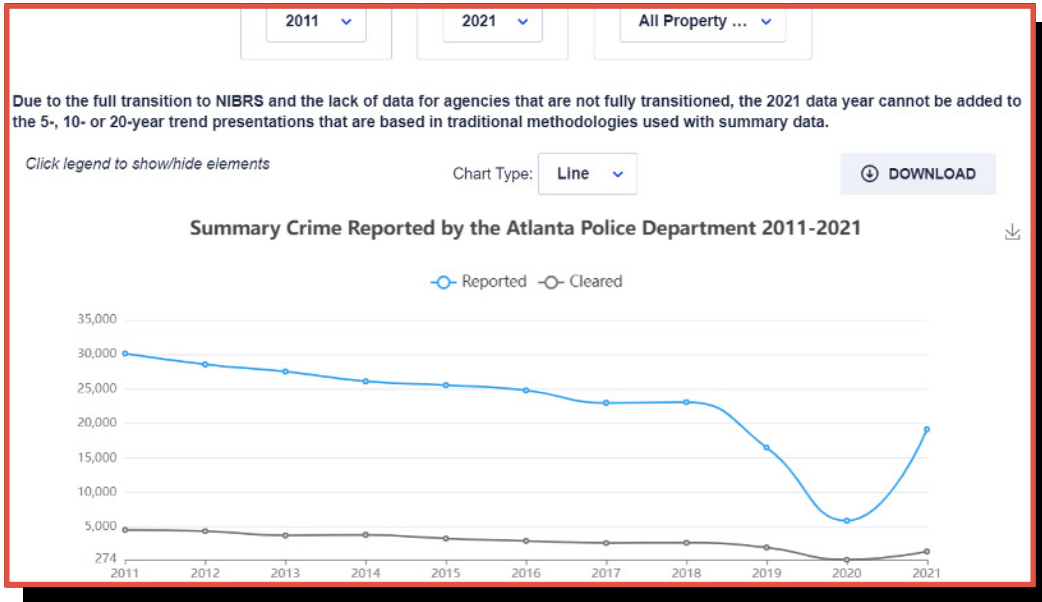 2011 2021 All Property ...
Due to the full transition to NIBRS and the lack of data for agencies that are not fully transitioned, the 2021 data year cannot be added to
the 5-, 10- or 20-year trend presentations that are based in traditional methodologies used with summary data.
Click legend to show/hide elements
Chart Type: Line
DOWNLOAD
Summary Crime Reported by the Atlanta Police Department 2011-2021
Reported Cleared
35,000
30,000
25,000
20,000
15,000
10,000
5,000
274
2011 2012 2013 2014 2015 2016 2017 2018 2019 2020 2021